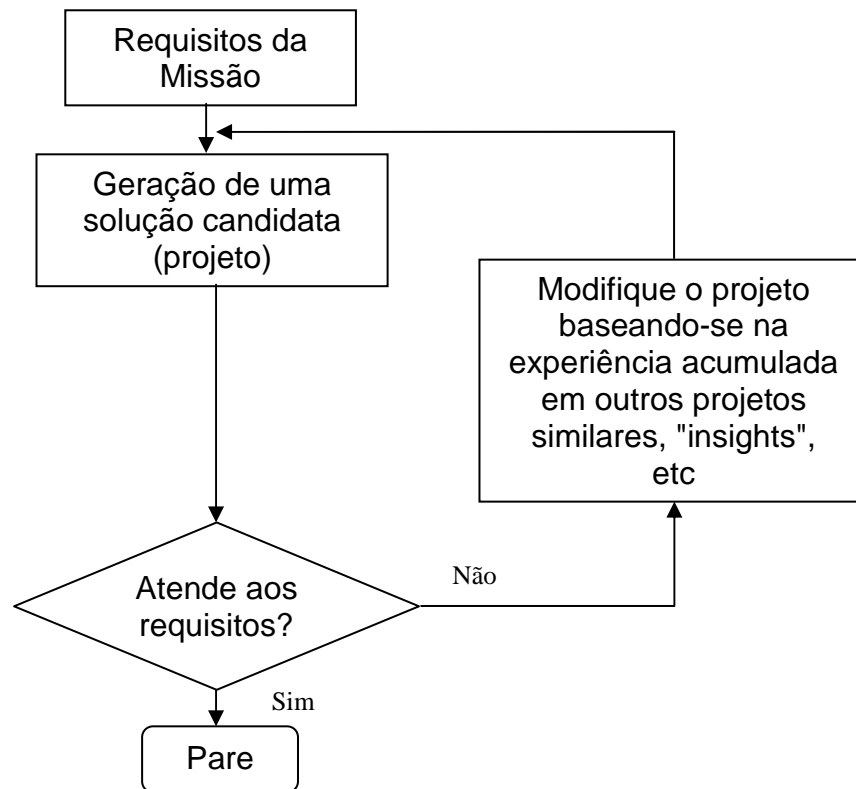 Requisitos da
Missão
Geração de uma
solução candidata
(projeto)
Modifique o projeto
baseando-se na
experiência acumulada
em outros projetos
similares, "insights",
etc
Atende aos
requisitos?
Não
Sim
Pare